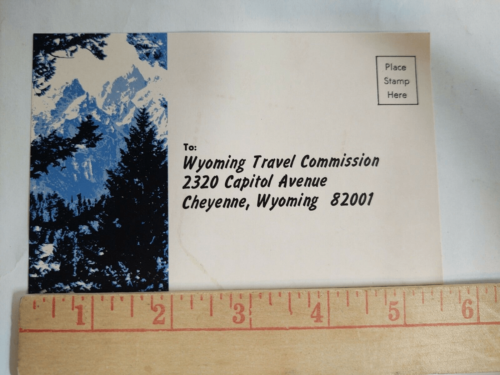 Place
Stamp
Here
To:
Wyoming Travel Commission
2320 Capitol Avenue
Cheyenne, Wyoming 82001
1 2 3 4 5 6